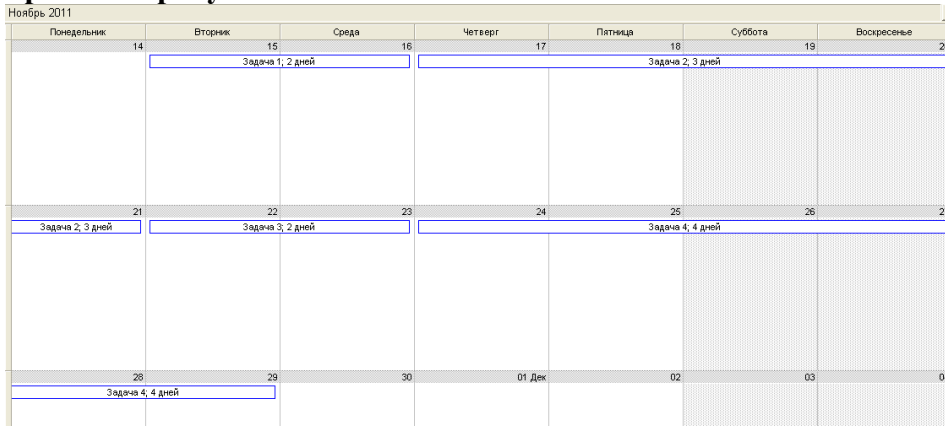 Ноябрь 2011
Понедельник Вторник Среда Четверг Пятница Суббота Воскресенье
14 15 16 17 18 19
Задача 1; 2 дней Задача 2; 3 дней
21 22 23 24 25 26
Задача 2; 3 дней Задача 3; 2 дней Задача 4; 4 дней
28 29 30 01 Дек 02 03
Задача 4; 4 дней